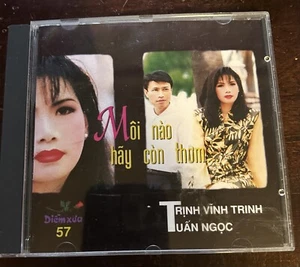 Môi nào
hãy còn thơm
TRỊNH VĨNH TRINH
TUẤN NGỌC
Diễm Xưa
57